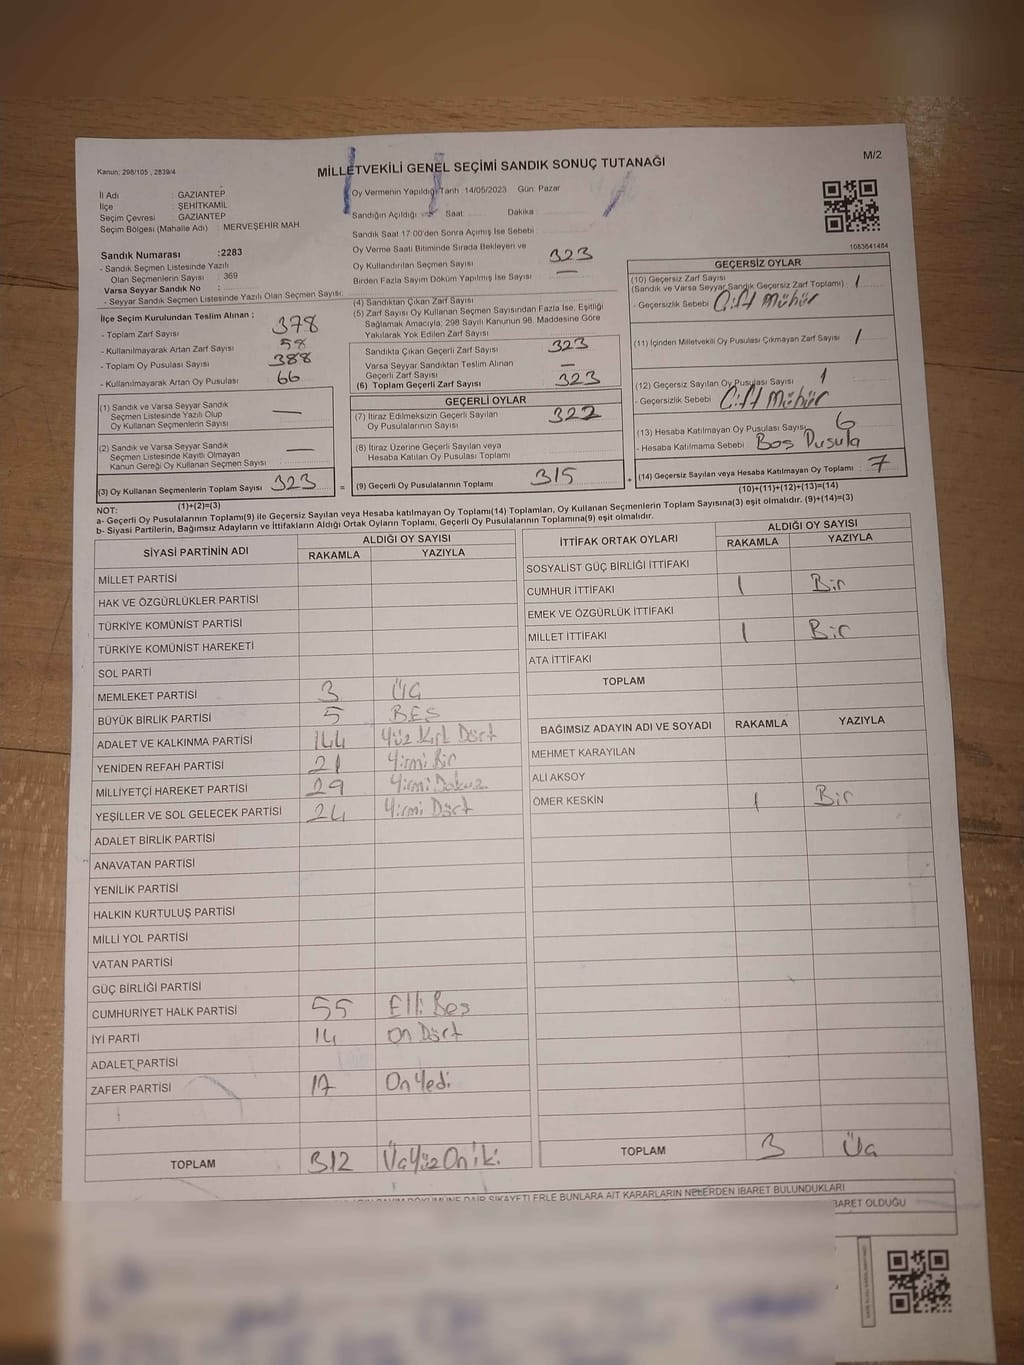 Kanun: 298/105 , 2839/4
MİLLETVEKİLİ GENEL SEÇİMİ SANDIK SONUÇ TUTANAĞI
M/2
İl Adı : GAZİANTEP
İlçe : ŞEHİTKAMİL
Seçim Çevresi : GAZİANTEP
Seçim Bölgesi (Mahalle Adı) : MERVEŞEHİR MAH
Sandık Numarası :2283
- Sandık Seçmen Listesinde Yazılı
Olan Seçmenlerin Sayısı : 369
Varsa Seyyar Sandık No :
- Seyyar Sandık Seçmen Listesinde Yazılı Olan Seçmen Sayısı:
İlçe Seçim Kurulundan Teslim Alınan ;
- Toplam Zarf Sayısı 378
- Kullanılmayarak Artan Zarf Sayısı 58
- Toplam Oy Pusulası Sayısı 388
- Kullanılmayarak Artan Oy Pusulası 66
(1) Sandık ve Varsa Seyyar Sandık
Seçmen Listesinde Yazılı Olup
Oy Kullanan Seçmenlerin Sayısı —
(2) Sandık ve Varsa Seyyar Sandık
Seçmen Listesinde Kayıtlı Olmayan
Kanun Gereği Oy Kullanan Seçmen Sayısı : —
(3) Oy Kullanan Seçmenlerin Toplam Sayısı 323
(1)+(2)=(3)
Oy Vermenin Yapıldığı Tarih :14/05/2023 Gün: Pazar
Sandığın Açıldığı Saat Dakika
Sandık Saat 17:00'den Sonra Açımış İse Sebebi :
Oy Verme Saati Bitiminde Sırada Bekleyen ve
Oy Kullandırılan Seçmen Sayısı 323
Birden Fazla Sayım Döküm Yapılmış İse Sayısı —
(4) Sandıktan Çıkan Zarf Sayısı
(5) Zarf Sayısı Oy Kullanan Seçmen Sayısından Fazla İse, Eşitliği
Sağlamak Amacıyla; 298 Sayılı Kanunun 98. Maddesine Göre
Yakılarak Yok Edilen Zarf Sayısı
Sandıkta Çıkan Geçerli Zarf Sayısı 323
Varsa Seyyar Sandıktan Teslim Alınan
Geçerli Zarf Sayısı —
(6) Toplam Geçerli Zarf Sayısı 323
GEÇERLİ OYLAR
(7) İtiraz Edilmeksizin Geçerli Sayılan
Oy Pusulalarının Sayısı 322
(8) İtiraz Üzerine Geçerli Sayılan veya
Hesaba Katılan Oy Pusulası Toplamı
= (9) Geçerli Oy Pusulalarının Toplamı 315
1083641484
GEÇERSİZ OYLAR
(10) Geçersiz Zarf Sayısı
(Sandık ve Varsa Seyyar Sandık Geçersiz Zarf Toplamı) 1
- Geçersizlik Sebebi Çift Mühür
(11) İçinden Milletvekili Oy Pusulası Çıkmayan Zarf Sayısı 1
(12) Geçersiz Sayılan Oy Pusulası Sayısı 1
- Geçersizlik Sebebi Çift Mühür
(13) Hesaba Katılmayan Oy Pusulası Sayısı 6
- Hesaba Katılmama Sebebi Boş Pusula
+ (14) Geçersiz Sayılan veya Hesaba Katılmayan Oy Toplamı : 7
(10)+(11)+(12)+(13)=(14)
NOT:
a- Geçerli Oy Pusulalarının Toplamı(9) ile Geçersiz Sayılan veya Hesaba katılmayan Oy Toplamı(14) Toplamları, Oy Kullanan Seçmenlerin Toplam Sayısına(3) eşit olmalıdır. (9)+(14)=(3)
b- Siyasi Partilerin, Bağımsız Adayların ve İttifakların Aldığı Ortak Oyların Toplamı, Geçerli Oy Pusulalarının Toplamına(9) eşit olmalıdır.
SİYASİ PARTİNİN ADI ALDIĞI OY SAYISI
RAKAMLA YAZIYLA
MİLLET PARTİSİ
HAK VE ÖZGÜRLÜKLER PARTİSİ
TÜRKİYE KOMÜNİST PARTİSİ
TÜRKİYE KOMÜNİST HAREKETİ
SOL PARTİ
MEMLEKET PARTİSİ 3 ÜÇ
BÜYÜK BİRLİK PARTİSİ 5 BEŞ
ADALET VE KALKINMA PARTİSİ 144 Yüz Kırk Dört
YENİDEN REFAH PARTİSİ 21 Yirmi Bir
MİLLİYETÇİ HAREKET PARTİSİ 29 Yirmi Dokuz
YEŞİLLER VE SOL GELECEK PARTİSİ 24 Yirmi Dört
ADALET BİRLİK PARTİSİ
ANAVATAN PARTİSİ
YENİLİK PARTİSİ
HALKIN KURTULUŞ PARTİSİ
MİLLİ YOL PARTİSİ
VATAN PARTİSİ
GÜÇ BİRLİĞİ PARTİSİ
CUMHURİYET HALK PARTİSİ 55 Elli Beş
İYİ PARTİ 14 on Dört
ADALET PARTİSİ
ZAFER PARTİSİ 17 On Yedi
TOPLAM 312 ÜçYüz On iki
İTTİFAK ORTAK OYLARI ALDIĞI OY SAYISI
RAKAMLA YAZIYLA
SOSYALİST GÜÇ BİRLİĞİ İTTİFAKI
CUMHUR İTTİFAKI 1 Bir
EMEK VE ÖZGÜRLÜK İTTİFAKI
MİLLET İTTİFAKI 1 Bir
ATA İTTİFAKI
TOPLAM
BAĞIMSIZ ADAYIN ADI VE SOYADI RAKAMLA YAZIYLA
MEHMET KARAYILAN
ALİ AKSOY
ÖMER KESKİN 1 Bir
TOPLAM 3 Üç
SAYIM DÖKÜMÜNE DAİR ŞİKAYETLERLE BUNLARA AİT KARARLARIN NELERDEN İBARET BULUNDUKLARI
İBARET OLDUĞU